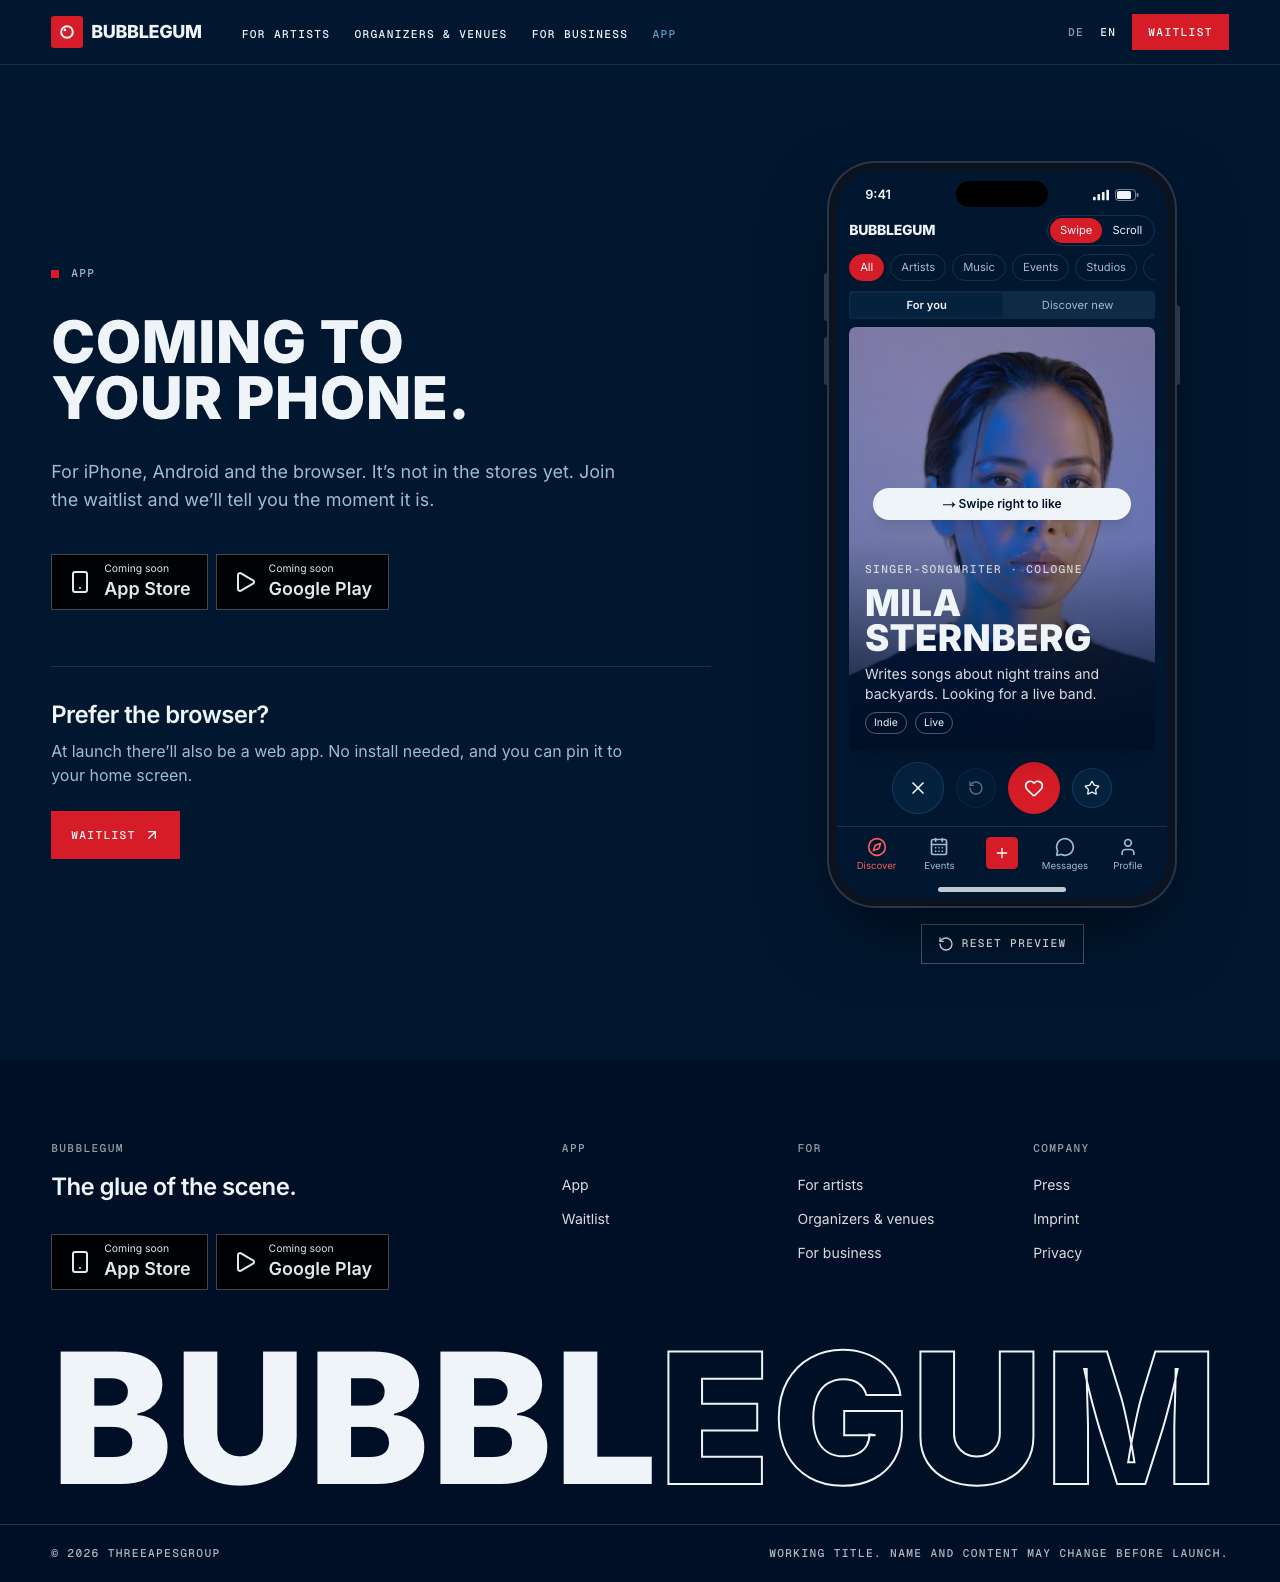 BUBBLEGUM
FOR ARTISTS
ORGANIZERS & VENUES
FOR BUSINESS
APP
DE
EN
WAITLIST
APP
COMING TO
YOUR PHONE.
For iPhone, Android and the browser. It’s not in the stores yet. Join
the waitlist and we’ll tell you the moment it is.
Coming soon
App Store
Coming soon
Google Play
Prefer the browser?
At launch there’ll also be a web app. No install needed, and you can pin it to
your home screen.
WAITLIST
9:41
BUBBLEGUM
Swipe
Scroll
All
Artists
Music
Events
Studios
For you
Discover new
→ Swipe right to like
SINGER-SONGWRITER · COLOGNE
MILA
STERNBERG
Writes songs about night trains and
backyards. Looking for a live band.
Indie
Live
Discover
Events
Messages
Profile
RESET PREVIEW
BUBBLEGUM
The glue of the scene.
Coming soon
App Store
Coming soon
Google Play
APP
App
Waitlist
FOR
For artists
Organizers & venues
For business
COMPANY
Press
Imprint
Privacy
BUBBLEGUM
© 2026 THREEAPESGROUP
WORKING TITLE. NAME AND CONTENT MAY CHANGE BEFORE LAUNCH.